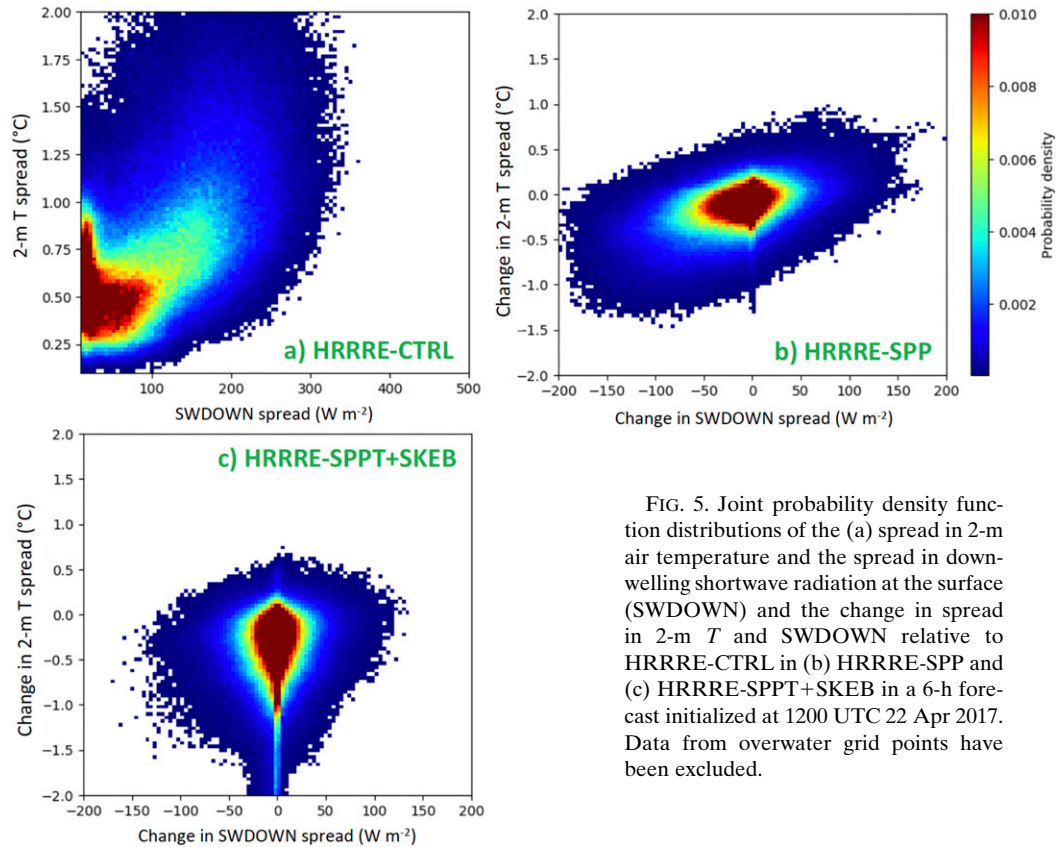 2.00
1.75
1.50
1.25
1.00
0.75
0.50
0.25
2-m T spread (°C)
a) HRRRE-CTRL
100 200 300 400 500
SWDOWN spread (W m-2)
2.0
1.5
1.0
0.5
0.0
−0.5
−1.0
−1.5
−2.0
Change in 2-m T spread (°C)
b) HRRRE-SPP
−200 −150 −100 −50 0 50 100 150 200
Change in SWDOWN spread (W m-2)
0.010
0.008
0.006
0.004
0.002
Probability density
2.0
1.5
1.0
0.5
0.0
−0.5
−1.0
−1.5
−2.0
Change in 2-m T spread (°C)
c) HRRRE-SPPT+SKEB
−200 −150 −100 −50 0 50 100 150 200
Change in SWDOWN spread (W m-2)
FIG. 5. Joint probability density func-
tion distributions of the (a) spread in 2-m
air temperature and the spread in down-
welling shortwave radiation at the surface
(SWDOWN) and the change in spread
in 2-m T and SWDOWN relative to
HRRRE-CTRL in (b) HRRRE-SPP and
(c) HRRRE-SPPT+SKEB in a 6-h fore-
cast initialized at 1200 UTC 22 Apr 2017.
Data from overwater grid points have
been excluded.